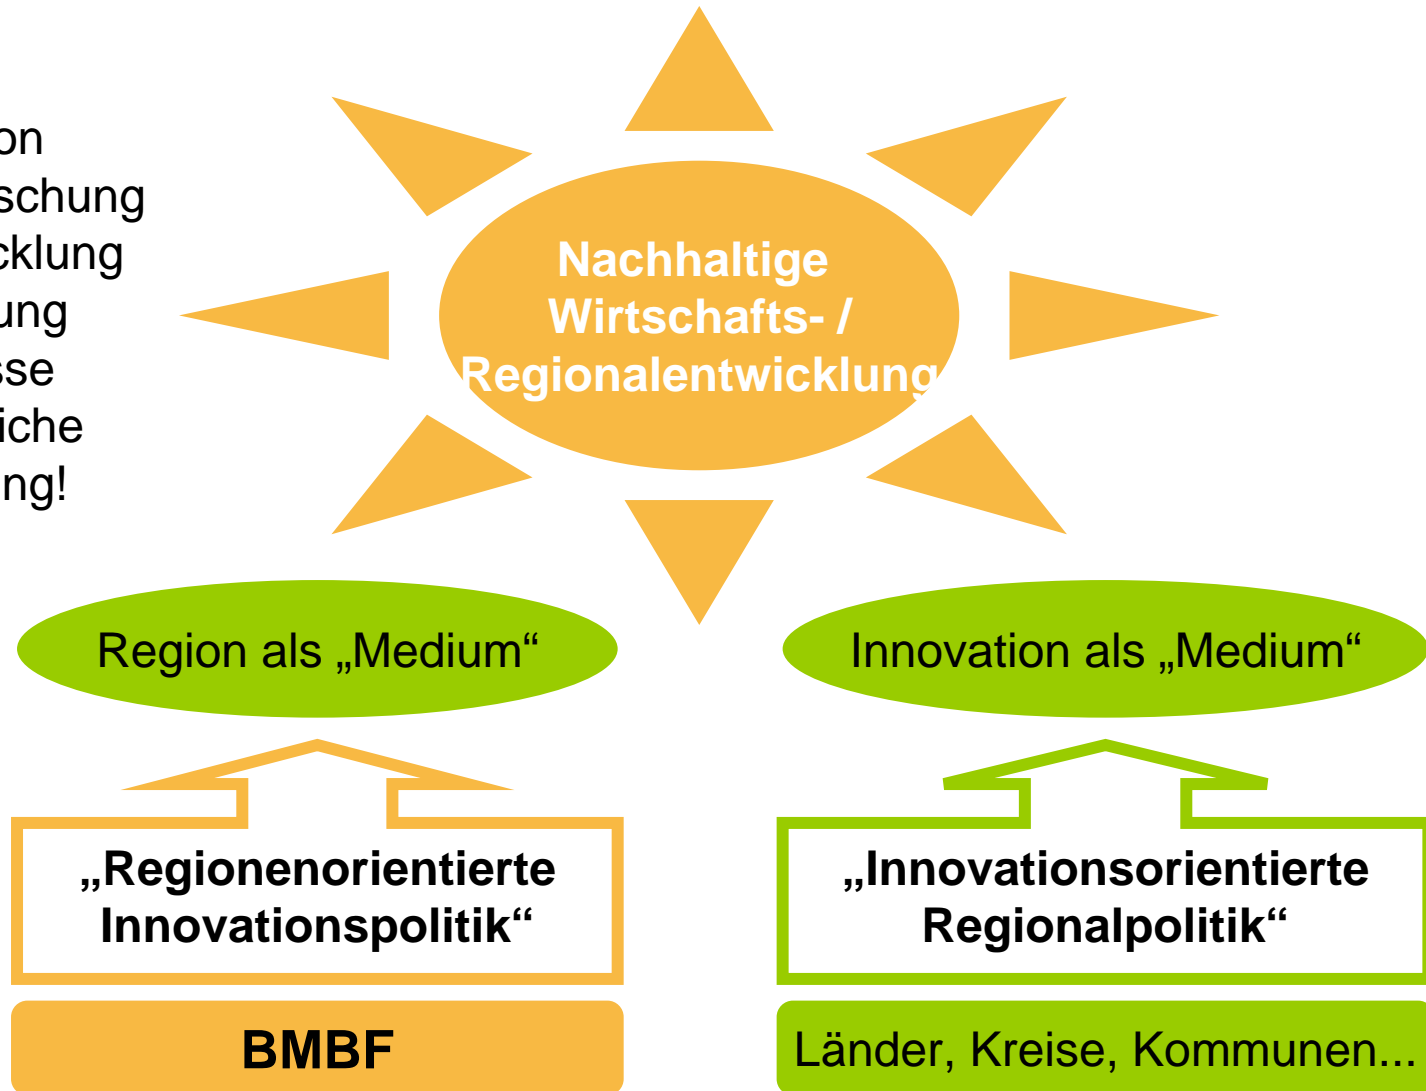 on
schung
cklung
ung
sse
iche
ng!
Nachhaltige
Wirtschafts- /
Regionalentwicklung
Region als „Medium“
Innovation als „Medium“
„Regionenorientierte
Innovationspolitik“
„Innovationsorientierte
Regionalpolitik“
BMBF
Länder, Kreise, Kommunen...